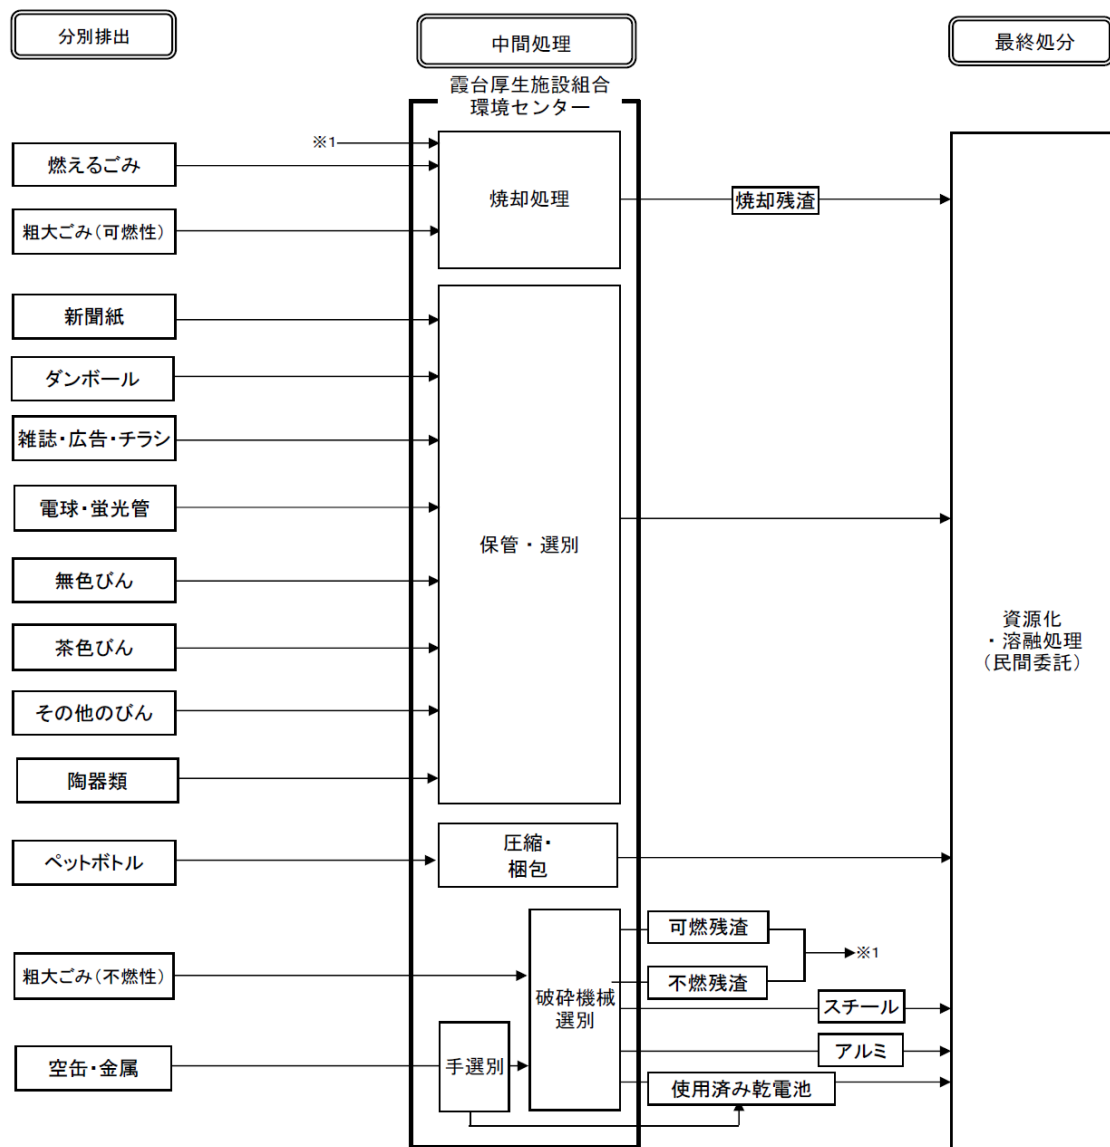 分別排出
中間処理
最終処分
霞台厚生施設組合
環境センター
※1
燃えるごみ
焼却処理
焼却残渣
粗大ごみ(可燃性)
新聞紙
ダンボール
雑誌・広告・チラシ
電球・蛍光管
保管・選別
無色びん
茶色びん
その他のびん
陶器類
資源化
・溶融処理
(民間委託)
ペットボトル
圧縮・
梱包
可燃残渣
※1
粗大ごみ(不燃性)
不燃残渣
破砕機械
選別
スチール
アルミ
空缶・金属
手選別
使用済み乾電池